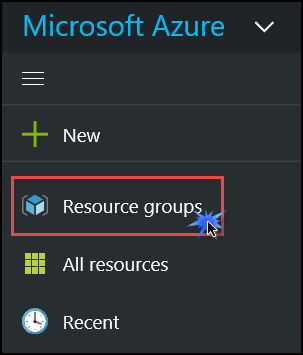 Microsoft Azure
New
Resource groups
All resources
Recent